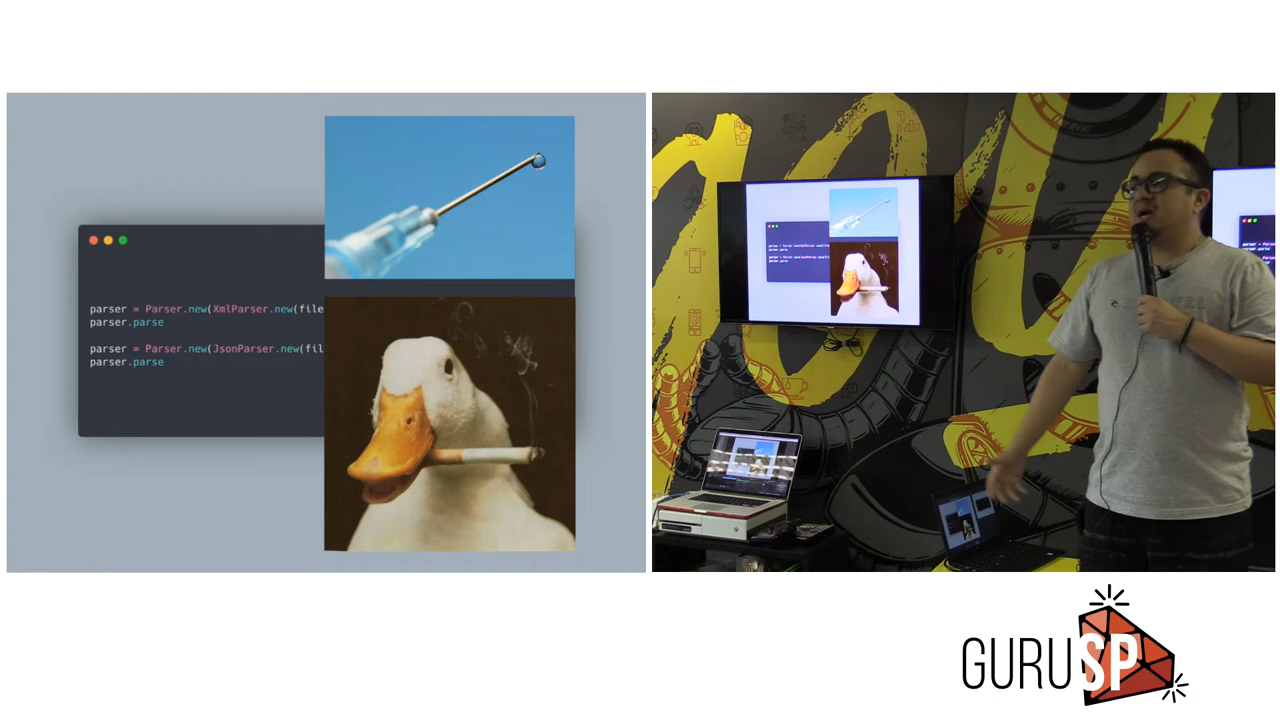 parser = Parser.new(XmlParser.new(file
parser.parse
parser = Parser.new(JsonParser.new(fil
parser.parse
GURUSP